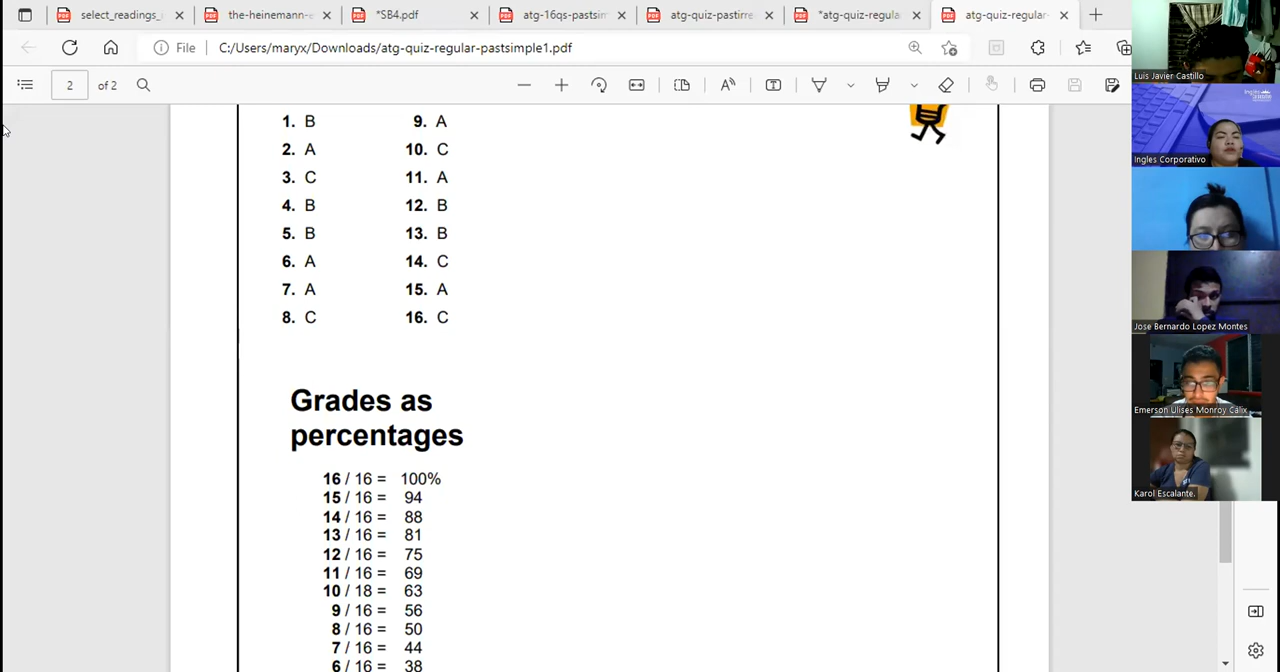 select_readings_
the-heinemann-e
*SB4.pdf
atg-16qs-pastsim
atg-quiz-pastirre
*atg-quiz-regula
atg-quiz-regular-
File C:/Users/maryx/Downloads/atg-quiz-regular-pastsimple1.pdf
2 of 2
1. B 9. A
2. A 10. C
3. C 11. A
4. B 12. B
5. B 13. B
6. A 14. C
7. A 15. A
8. C 16. C
Grades as
percentages
16 / 16 = 100%
15 / 16 = 94
14 / 16 = 88
13 / 16 = 81
12 / 16 = 75
11 / 16 = 69
10 / 18 = 63
9 / 16 = 56
8 / 16 = 50
7 / 16 = 44
6 / 16 = 38
Luis Javier Castillo
Ingles Corporativo
Jose Bernardo Lopez Montes
Emerson Ulises Monroy Calix
Karol Escalante.